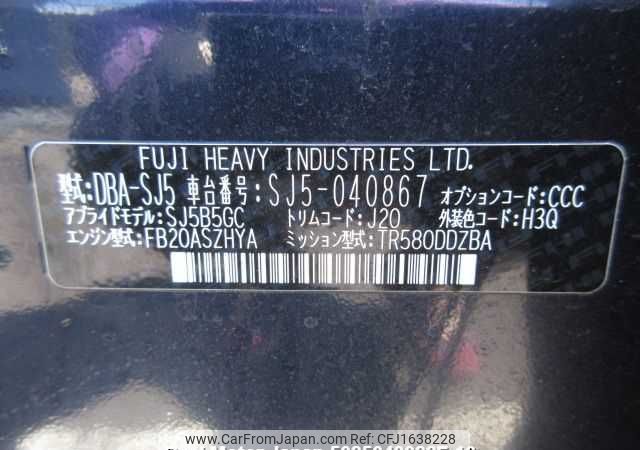 FUJI HEAVY INDUSTRIES LTD.
型式:DBA-SJ5 車台番号:SJ5-040867 オプションコード:CCC
アプライドモデル:SJ5B5GC トリムコード:J20 外装色コード:H3Q
エンジン型式:FB20ASZHYA ミッション型式:TR580DDZBA
© CarFromJapan © CFJ1638228